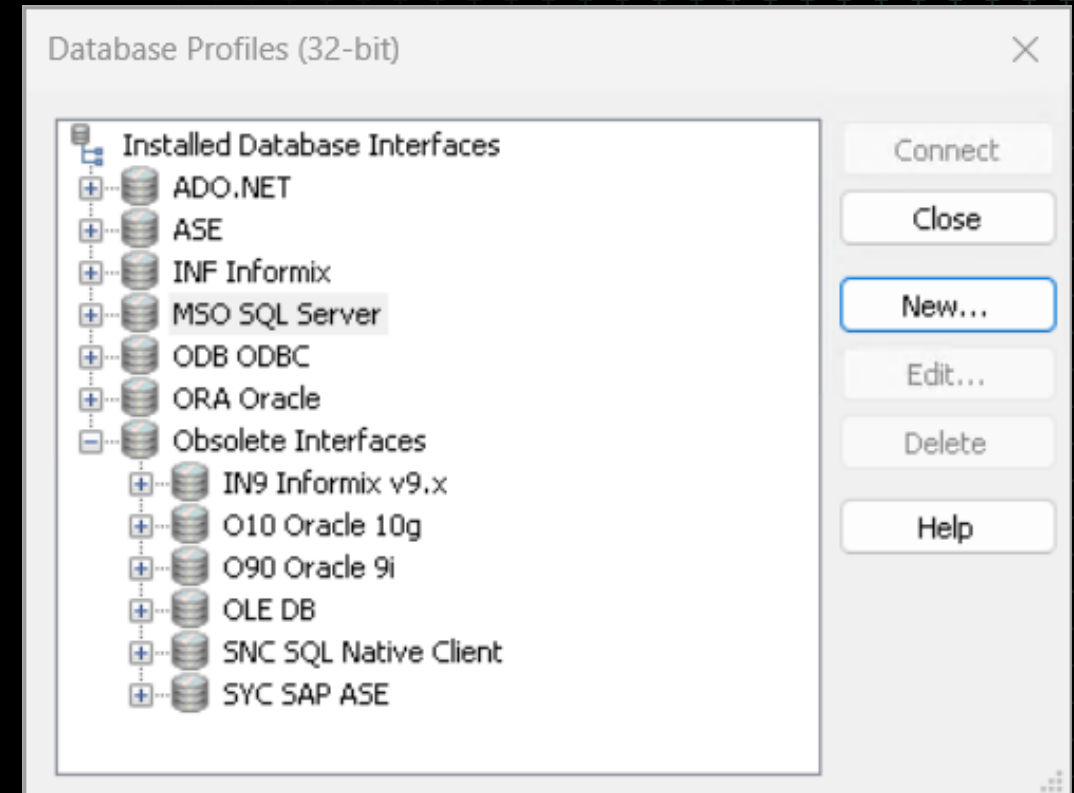 Database Profiles (32-bit)
Installed Database Interfaces
ADO.NET
ASE
INF Informix
MSO SQL Server
ODB ODBC
ORA Oracle
Obsolete Interfaces
IN9 Informix v9.x
O10 Oracle 10g
O90 Oracle 9i
OLE DB
SNC SQL Native Client
SYC SAP ASE
Connect
Close
New...
Edit...
Delete
Help